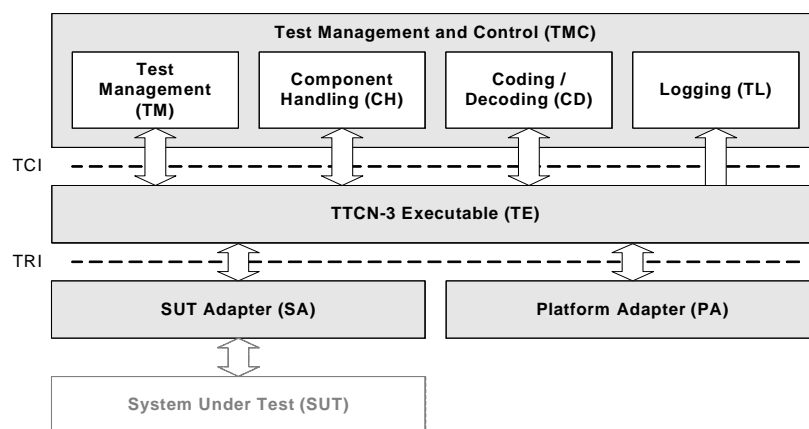 Test Management and Control (TMC)
Test
Management
(TM)
Component
Handling (CH)
Coding /
Decoding (CD)
Logging (TL)
TCI
TTCN-3 Executable (TE)
TRI
SUT Adapter (SA)
Platform Adapter (PA)
System Under Test (SUT)